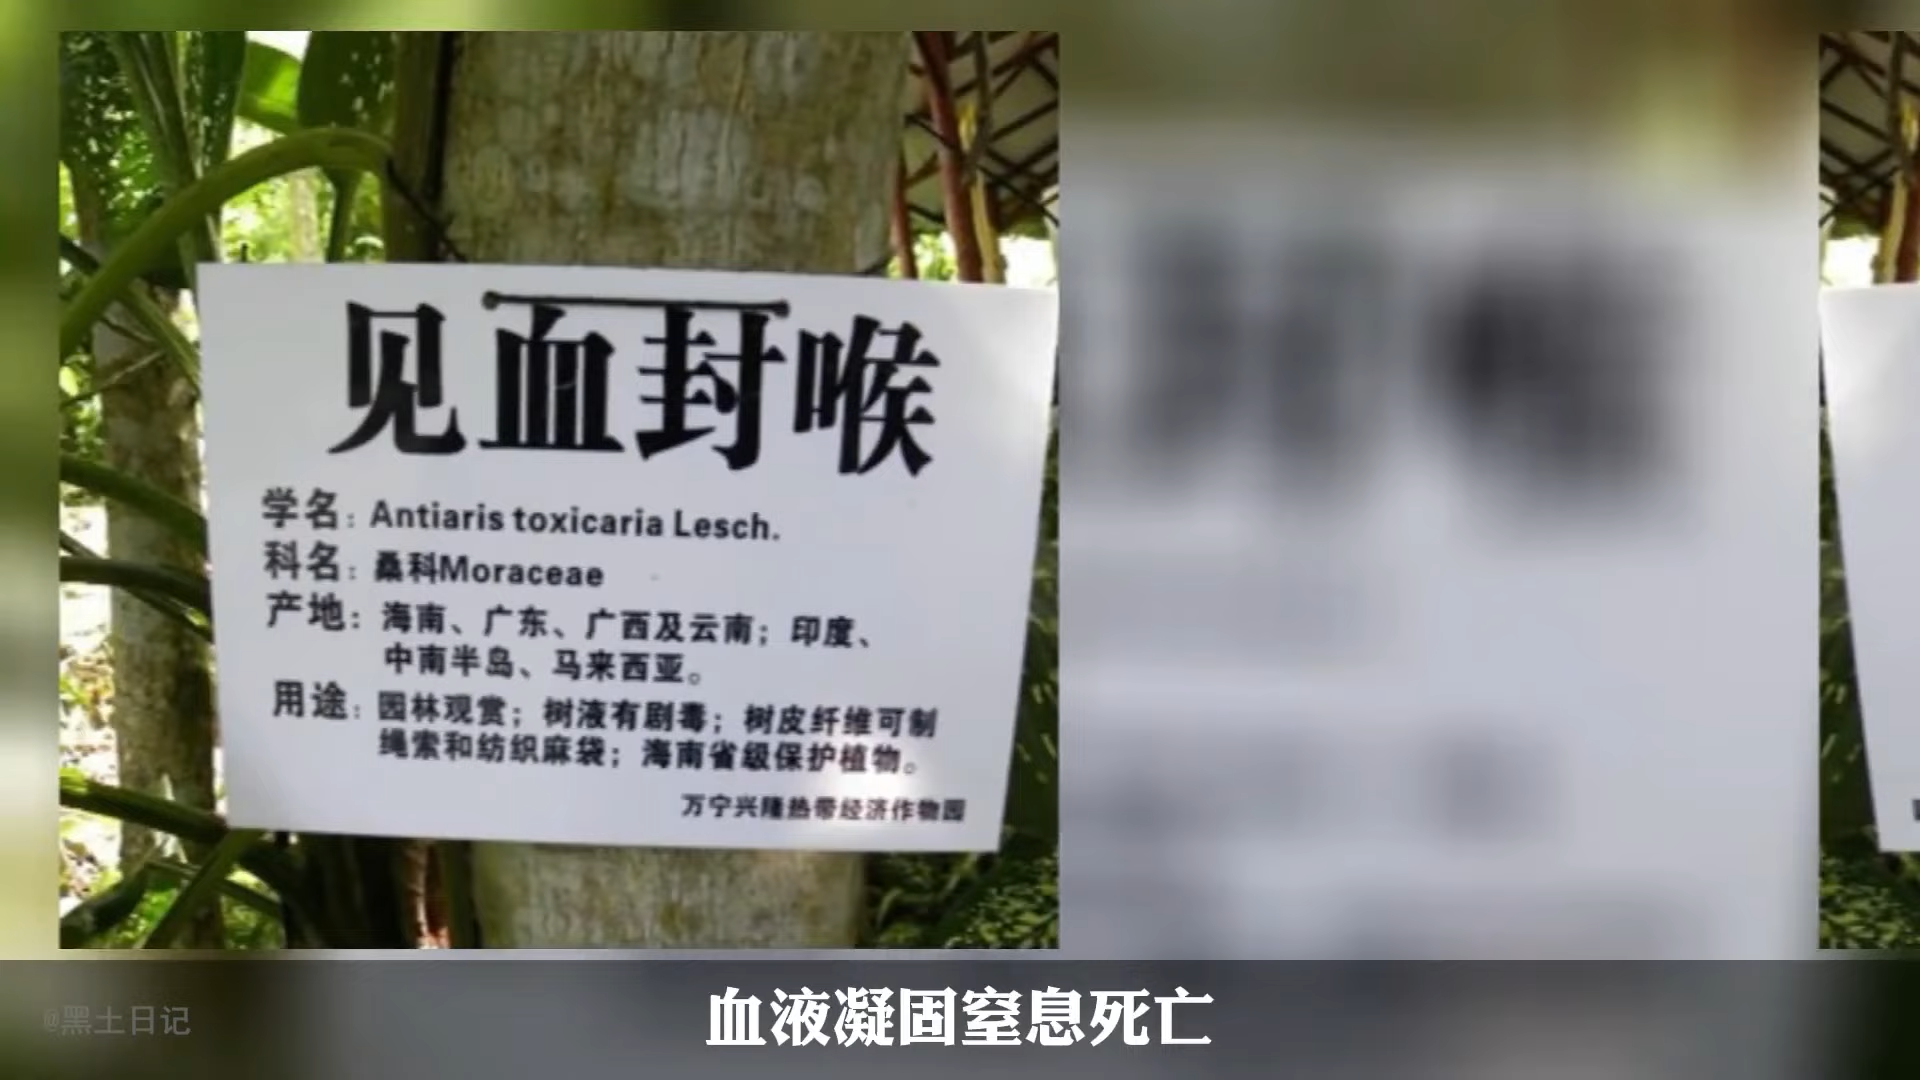 见血封喉
学名：Antiaris toxicaria Lesch.
科名：桑科Moraceae
产地：海南、广东、广西及云南；印度、
中南半岛、马来西亚。
用途：园林观赏；树液有剧毒；树皮纤维可制
绳索和纺织麻袋；海南省级保护植物。
万宁兴隆热带经济作物园
@黑土日记
血液凝固窒息死亡